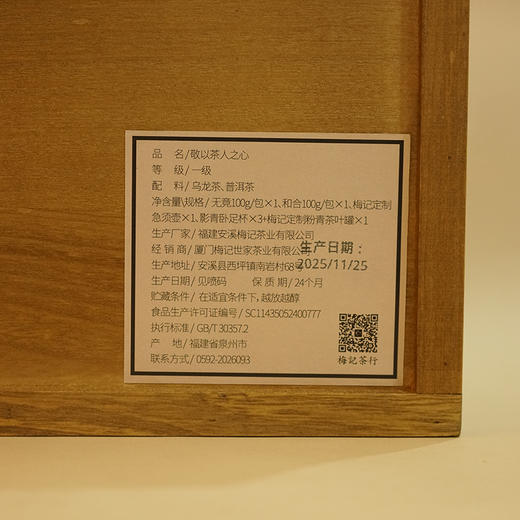 品 名/敬以茶人之心
等 级/一级
配 料/乌龙茶、普洱茶
净含量\规格/无竟100g/包×1、和合100g/包×1、梅记定制
急须壶×1、影青卧足杯×3+梅记定制粉青茶叶罐×1
生产厂家/福建安溪梅记茶业有限公司
经 销 商/厦门梅记世家茶业有限公司
生产日期:
生产地址/安溪县西坪镇南岩村68号
2025/11/25
生产日期/见喷码 保 质 期/24个月
贮藏条件/在适宜条件下,越放越醇
食品生产许可证编号/SC11435052400777
执行标准/GB/T 30357.2
产 地/福建省泉州市
联系方式/0592-2026093
梅記茶行